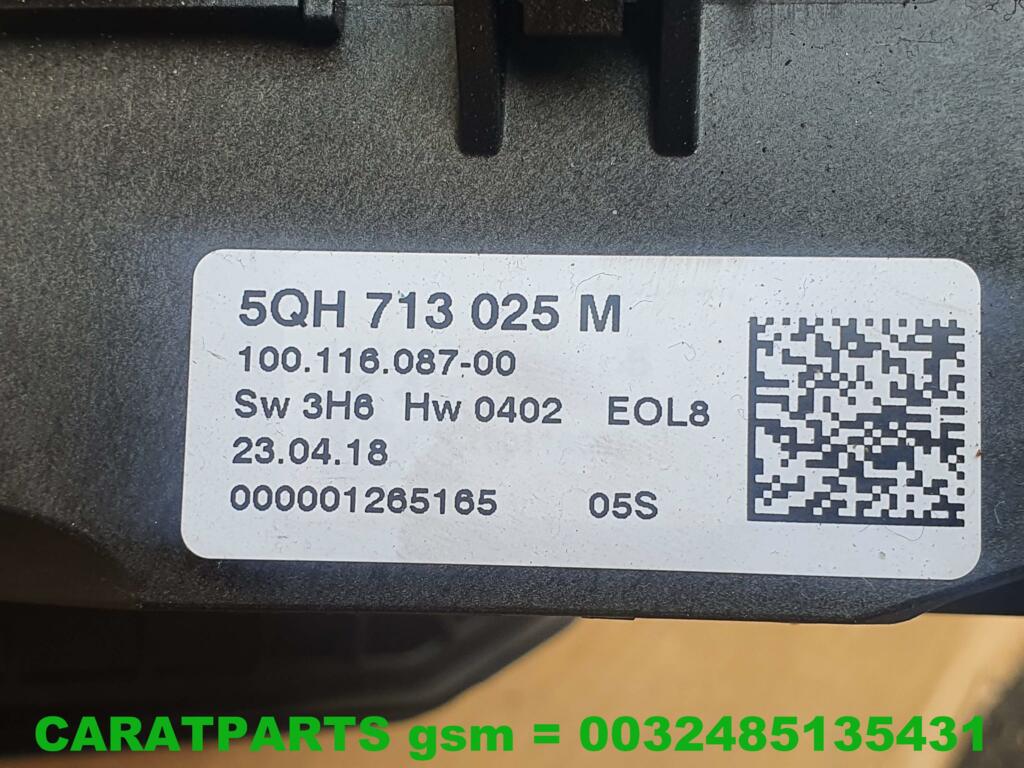 5QH 713 025 M
100.116.087-00
Sw 3H6 Hw 0402 EOL8
23.04.18
000001265165 05S
CARATPARTS gsm = 0032485135431